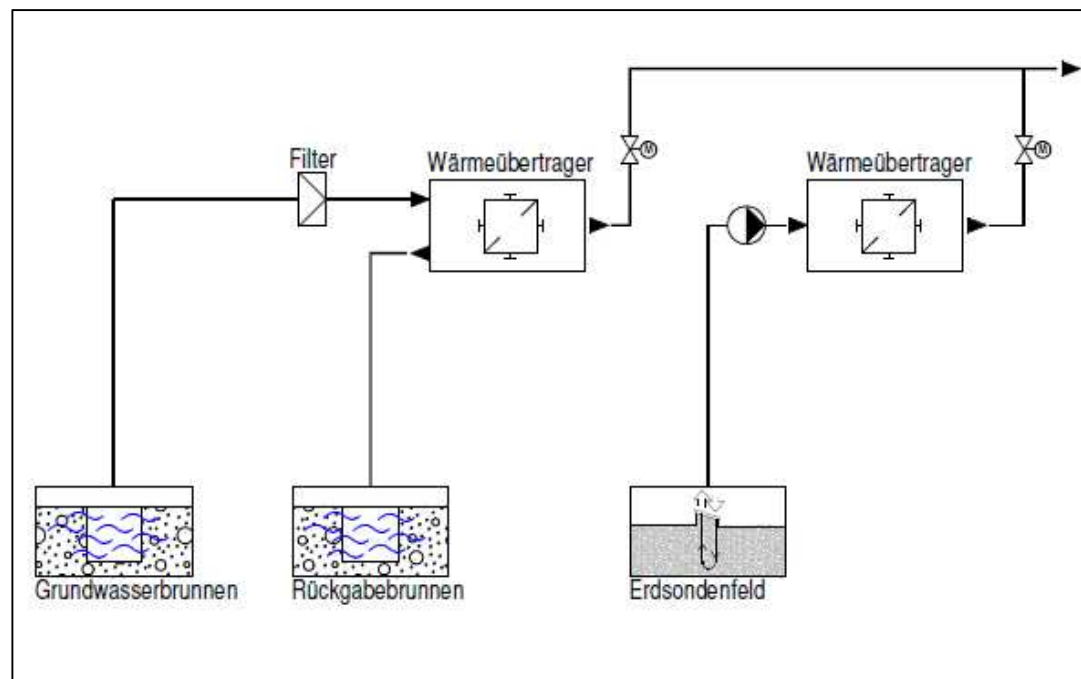 Filter
Wärmeübertrager
Wärmeübertrager
M
M
Grundwasserbrunnen
Rückgabebrunnen
Erdsondenfeld